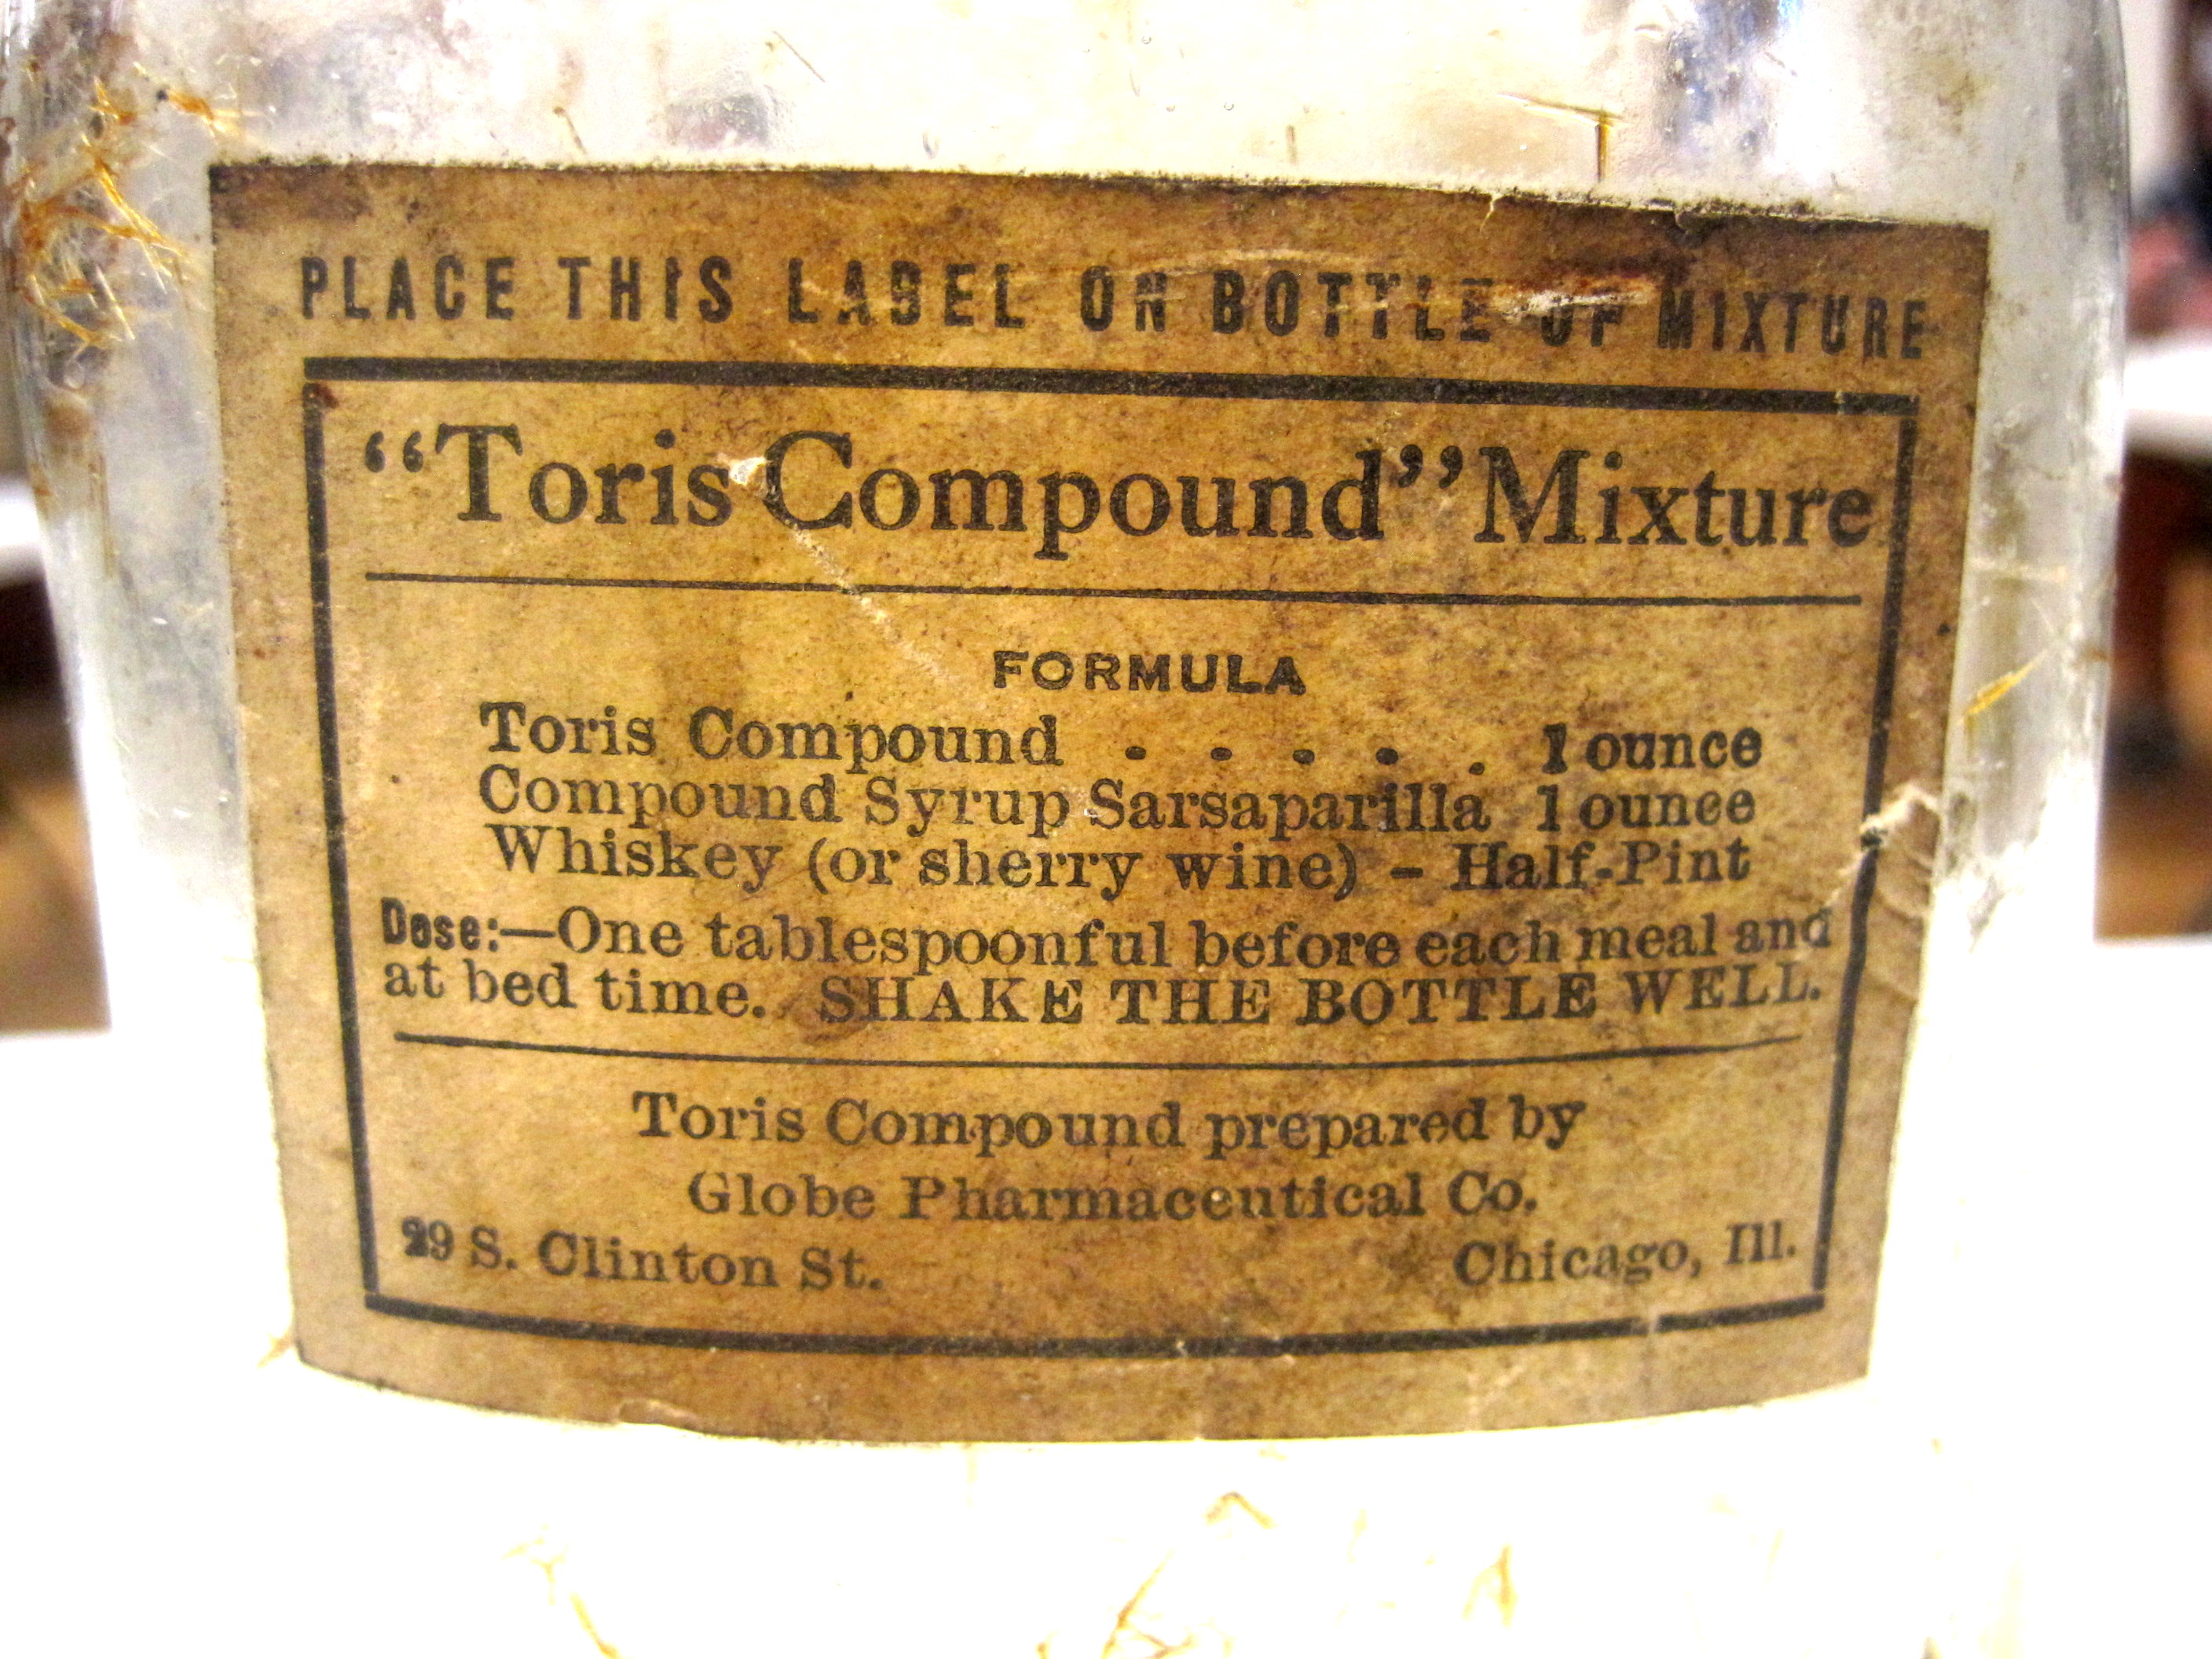 PLACE THIS LABEL ON BOTTLE OF MIXTURE
“Toris Compound” Mixture
FORMULA
Toris Compound . . . . . 1 ounce
Compound Syrup Sarsaparilla 1 ounce
Whiskey (or sherry wine) - Half-Pint
Dose:—One tablespoonful before each meal and
at bed time. SHAKE THE BOTTLE WELL.
Toris Compound prepared by
Globe Pharmaceutical Co.
29 S. Clinton St. Chicago, Ill.